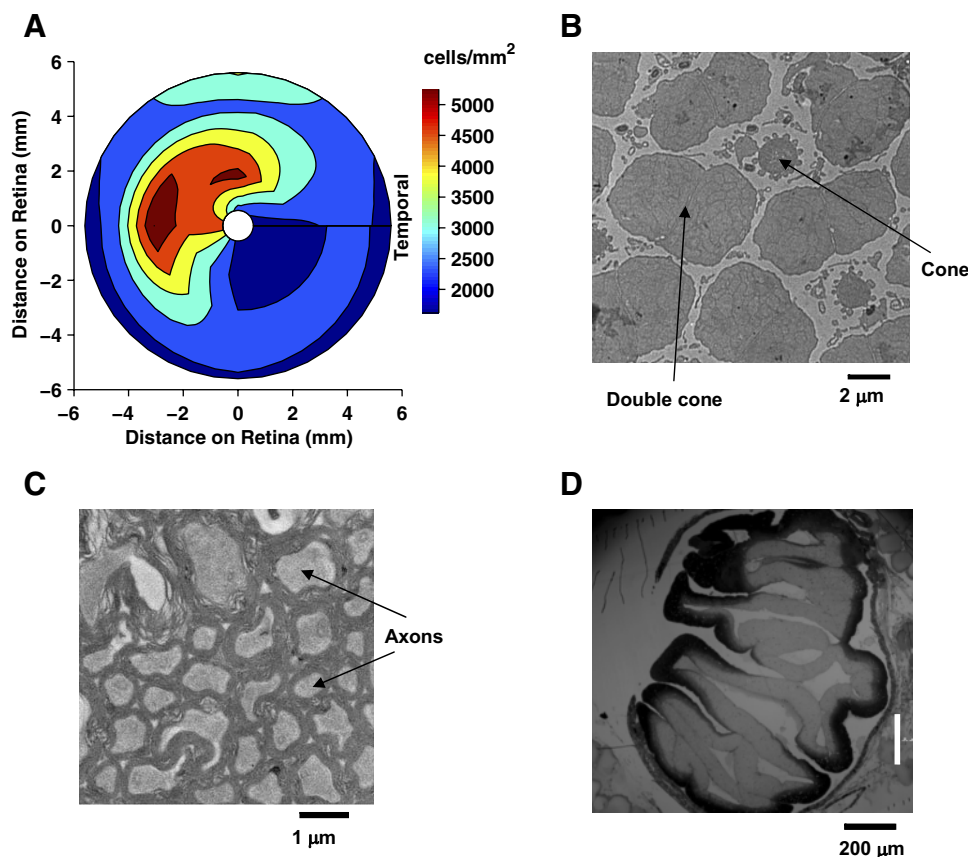 A
cells/mm²
6
4
2
0
−2
−4
−6
Distance on Retina (mm)
−6 −4 −2 0 2 4 6
Distance on Retina (mm)
Temporal
5000
4500
4000
3500
3000
2500
2000
B
Cone
Double cone
2 μm
C
Axons
1 μm
D
200 μm